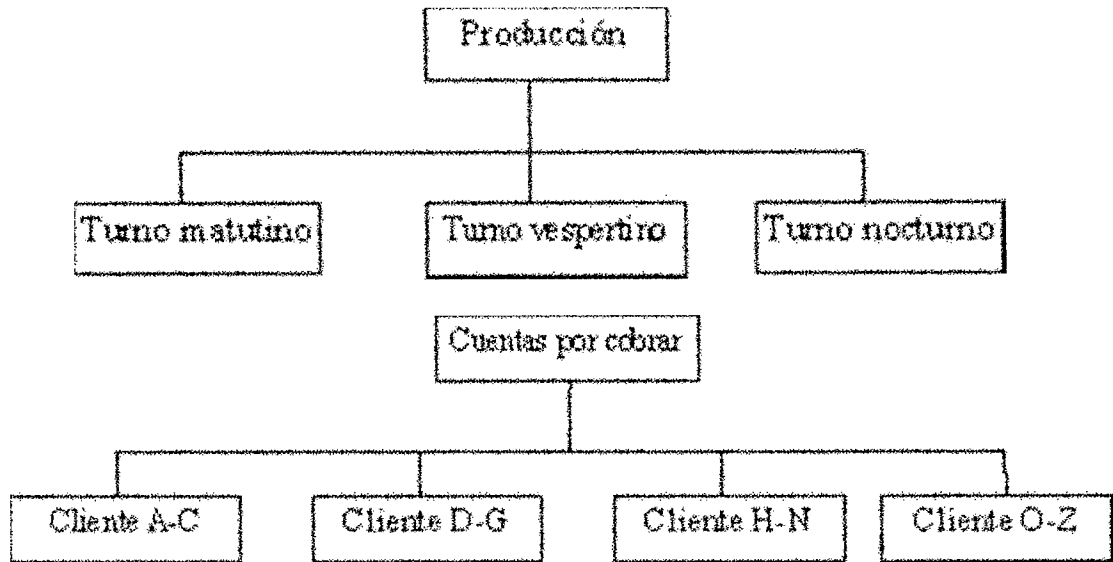 Producción
Turno matutino
Turno vespertino
Turno nocturno
Cuentas por cobrar
Cliente A-C
Cliente D-G
Cliente H-N
Cliente O-Z